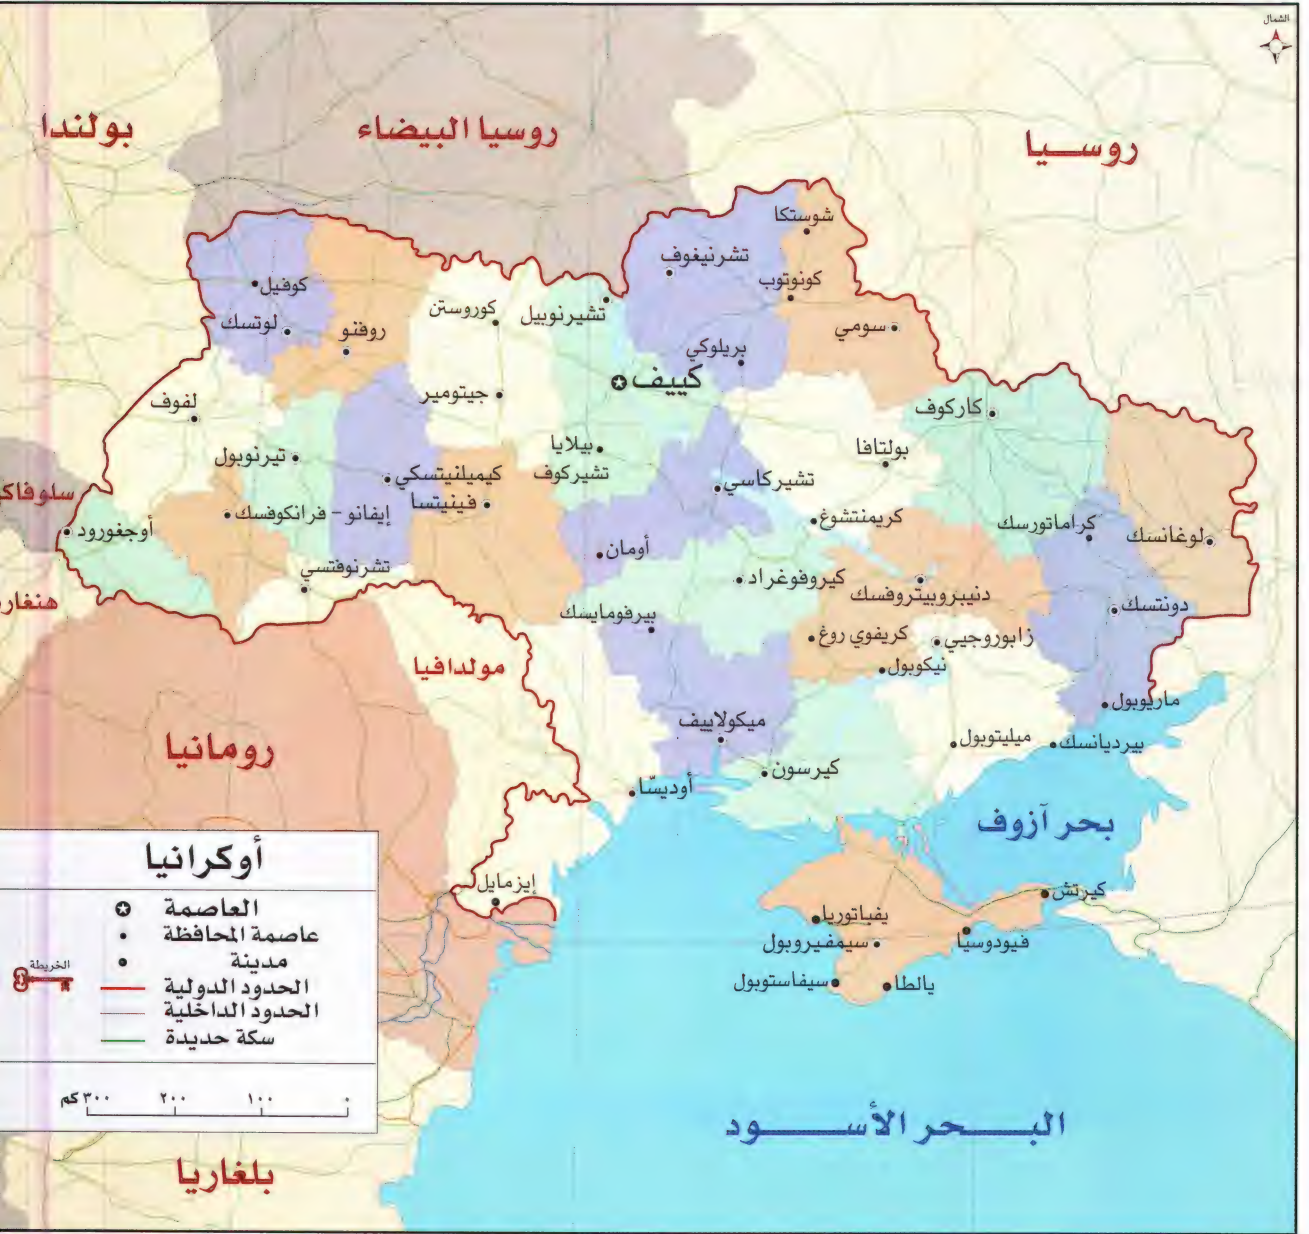 الشمال
روسيا
روسيا البيضاء
بولندا
شوستكا
تشرنيغوف
كونوتوب
كوفيل
تشيرنوبيل
كوروستن
لوتسك
روفنو
سومي
بريلوكي
كييف
جيتومير
لفوف
كاركوف
بولتافا
بيلايا
تشيركوف
تيرنوبول
كيميلنيتسكي
تشيركاسي
سلوفاك
فينيتسا
إيفانو - فرانكوفسك
كريمنتشوغ
كراماتورسك
لوغانسك
أوجغورود
أومان
تشرنوفتسي
كيروفوغراد
دنيبروبيتروفسك
دونتسك
هنغار
بيرفومايسك
كريفوي روغ
زابوروجيي
نيكوبول
مولدافيا
ماريوبول
ميكولاييف
ميليتوبول
بيرديانسك
رومانيا
كيرسون
أوديسّا
بحر آزوف
إيزمايل
كيرتش
يفباتوريا
سيمفيروبول
فيودوسيا
سيفاستوبول
يالطا
أوكرانيا
العاصمة
عاصمة المحافظة
مدينة
الحدود الدولية
الحدود الداخلية
سكة حديدة
الخريطة
٠ ١٠٠ ٢٠٠ ٣٠٠ كم
البحر الأسود
بلغاريا